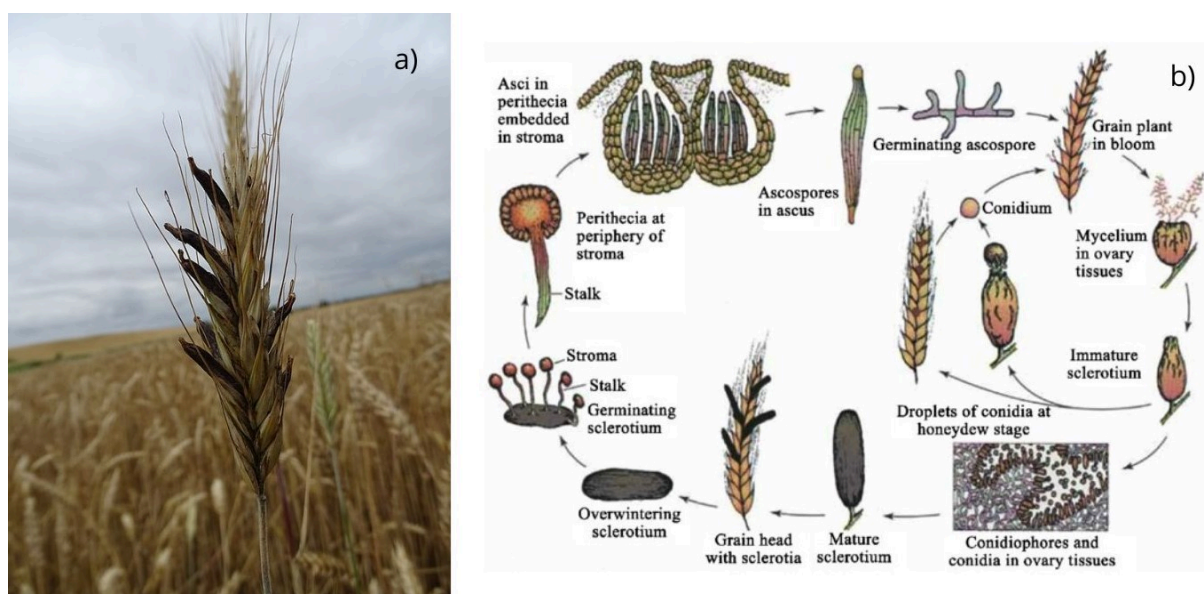 a)
b)
Asci in
perithecia
embedded
in stroma
Ascospores
in ascus
Germinating ascospore
Grain plant
in bloom
Conidium
Mycelium
in ovary
tissues
Perithecia at
periphery of
stroma
Stalk
Immature
sclerotium
Stroma
Stalk
Germinating
sclerotium
Droplets of conidia at
honeydew stage
Overwintering
sclerotium
Grain head
with sclerotia
Mature
sclerotium
Conidiophores and
conidia in ovary tissues